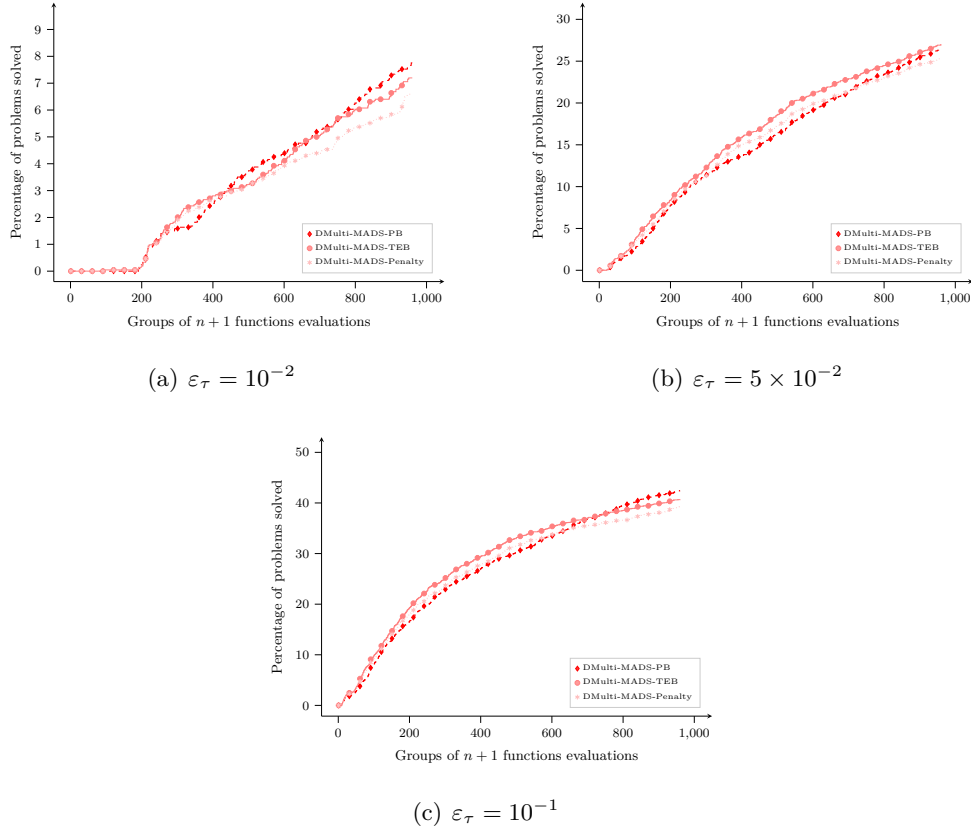 Percentage of problems solved
9
8
7
6
5
4
3
2
1
0
0 200 400 600 800 1,000
Groups of n + 1 functions evaluations
DMulti-MADS-PB
DMulti-MADS-TEB
DMulti-MADS-Penalty
(a) ε_τ = 10^{-2}
Percentage of problems solved
30
25
20
15
10
5
0
0 200 400 600 800 1,000
Groups of n + 1 functions evaluations
DMulti-MADS-PB
DMulti-MADS-TEB
DMulti-MADS-Penalty
(b) ε_τ = 5 × 10^{-2}
Percentage of problems solved
50
40
30
20
10
0
0 200 400 600 800 1,000
Groups of n + 1 functions evaluations
DMulti-MADS-PB
DMulti-MADS-TEB
DMulti-MADS-Penalty
(c) ε_τ = 10^{-1}